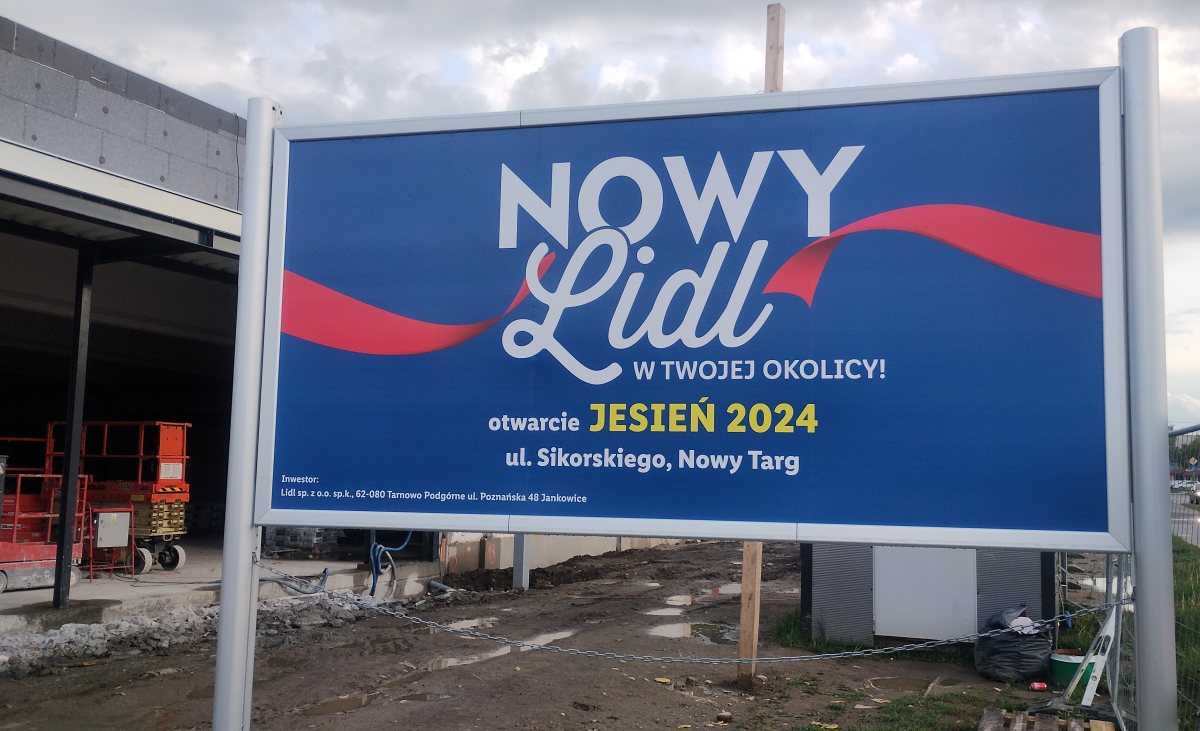 NOWY
Lidl
W TWOJEJ OKOLICY!
otwarcie JESIEŃ 2024
ul. Sikorskiego, Nowy Targ
Inwestor:
Lidl sp. z o.o. sp.k., 62-080 Tarnowo Podgórne ul. Poznańska 48 Jankowice